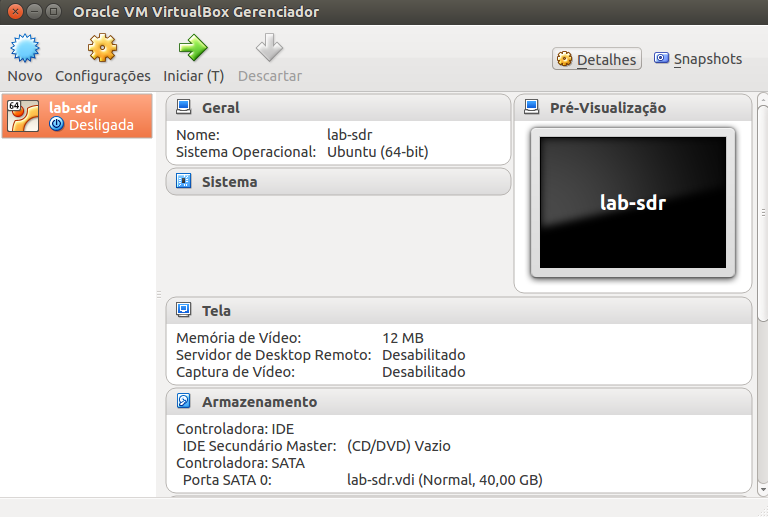 Oracle VM VirtualBox Gerenciador
Novo
Configurações
Iniciar (T)
Descartar
Detalhes
Snapshots
64
lab-sdr
Desligada
Geral
Nome: lab-sdr
Sistema Operacional: Ubuntu (64-bit)
Sistema
Pré-Visualização
lab-sdr
Tela
Memória de Vídeo: 12 MB
Servidor de Desktop Remoto: Desabilitado
Captura de Vídeo: Desabilitado
Armazenamento
Controladora: IDE
IDE Secundário Master: (CD/DVD) Vazio
Controladora: SATA
Porta SATA 0: lab-sdr.vdi (Normal, 40,00 GB)